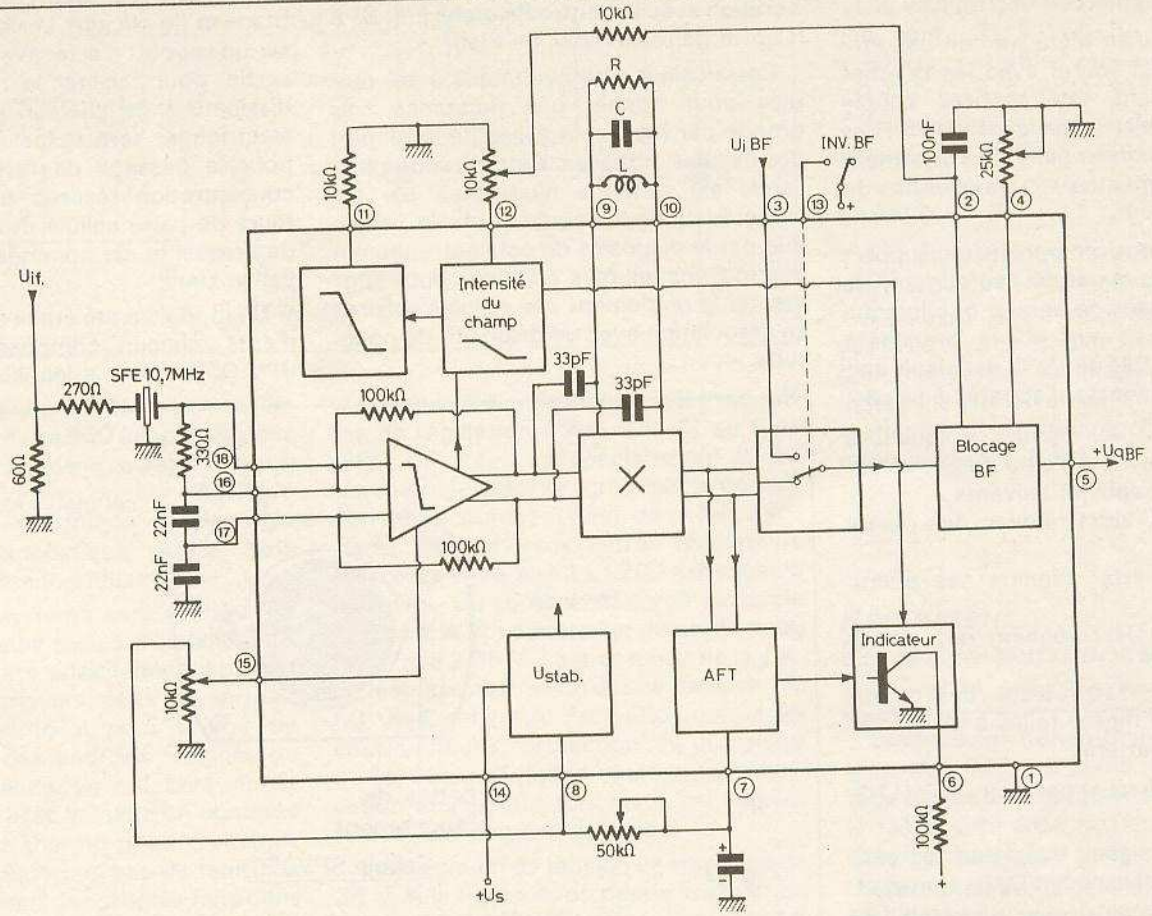 10kΩ
R
C
L
10kΩ
10kΩ
⑪
⑫
⑨
⑩
Ui BF
③
INV. BF
⑬
+
100nF
25kΩ
②
④
Uif.
270Ω
SFE 10,7MHz
60Ω
330Ω
22nF
22nF
⑱
⑯
⑰
Intensité
du
champ
100kΩ
100kΩ
33pF
33pF
X
Blocage
BF
+UqBF
⑤
Ustab.
AFT
Indicateur
10kΩ
⑮
⑭
⑧
⑦
⑥
①
50kΩ
+Us
+
-
100kΩ
+